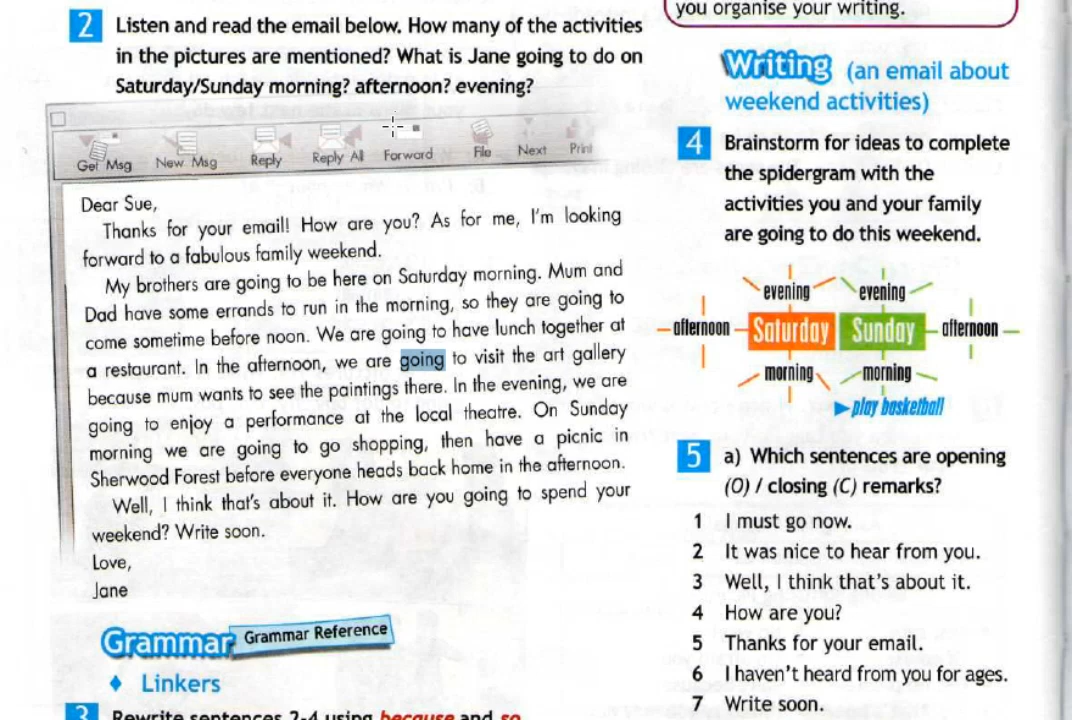 2 Listen and read the email below. How many of the activities
in the pictures are mentioned? What is Jane going to do on
Saturday/Sunday morning? afternoon? evening?
Get Msg New Msg Reply Reply All Forward File Next Print
Dear Sue,
Thanks for your email! How are you? As for me, I'm looking
forward to a fabulous family weekend.
My brothers are going to be here on Saturday morning. Mum and
Dad have some errands to run in the morning, so they are going to
come sometime before noon. We are going to have lunch together at
a restaurant. In the afternoon, we are going to visit the art gallery
because mum wants to see the paintings there. In the evening, we are
going to enjoy a performance at the local theatre. On Sunday
morning we are going to go shopping, then have a picnic in
Sherwood Forest before everyone heads back home in the afternoon.
Well, I think that's about it. How are you going to spend your
weekend? Write soon.
Love,
Jane
Grammar Grammar Reference
♦ Linkers
3 Rewrite sentences 2-4 using because and so
you organise your writing.
Writing (an email about
weekend activities)
4 Brainstorm for ideas to complete
the spidergram with the
activities you and your family
are going to do this weekend.
evening evening
afternoon Saturday Sunday afternoon
morning morning
play basketball
5 a) Which sentences are opening
(O) / closing (C) remarks?
1 I must go now.
2 It was nice to hear from you.
3 Well, I think that's about it.
4 How are you?
5 Thanks for your email.
6 I haven't heard from you for ages.
7 Write soon.